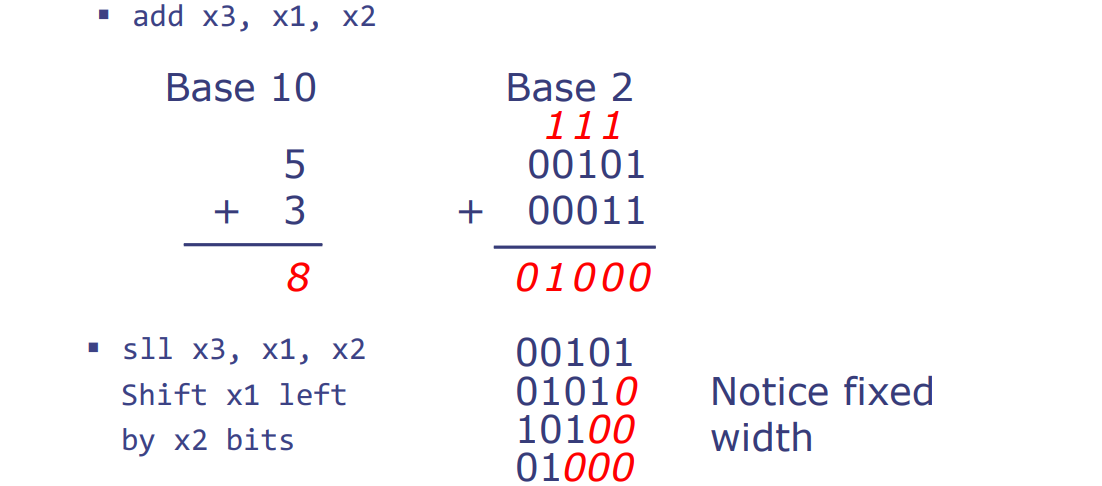 ▪ add x3, x1, x2
Base 10
5
+ 3
8
Base 2
111
00101
+ 00011
01000
▪ sll x3, x1, x2
Shift x1 left
by x2 bits
00101
01010
10100
01000
Notice fixed
width